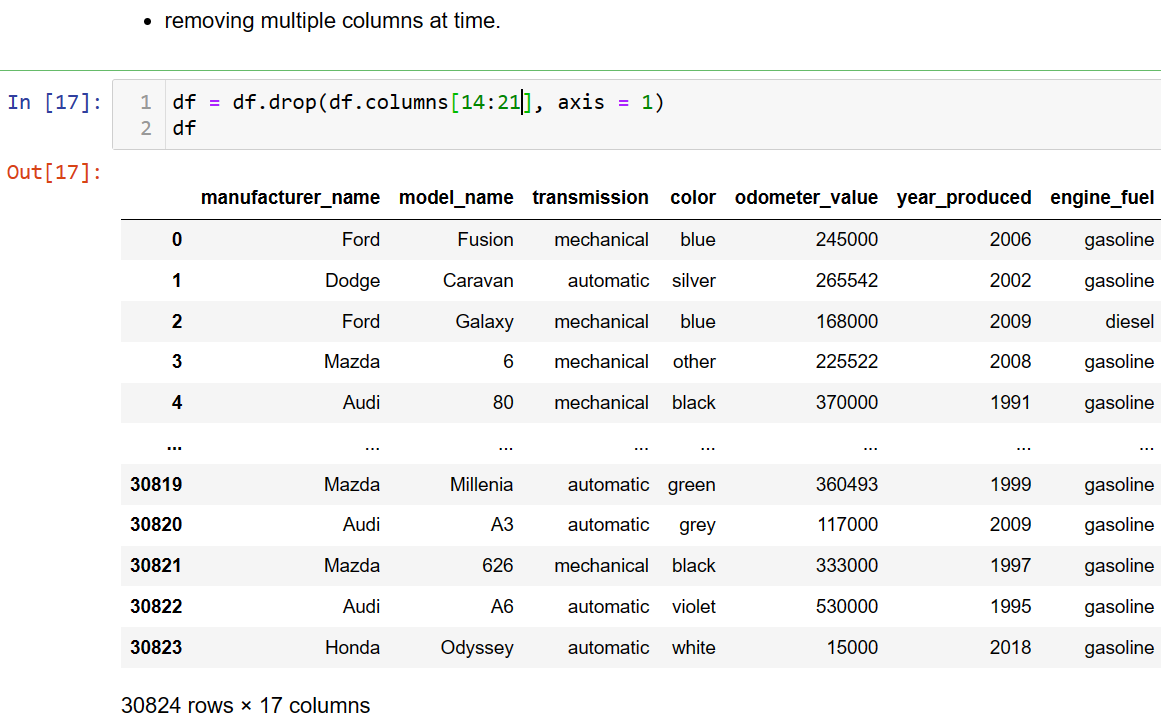 • removing multiple columns at time.
In [17]: 1 df = df.drop(df.columns[14:21], axis = 1)
2 df
Out[17]:
manufacturer_name model_name transmission color odometer_value year_produced engine_fuel
0 Ford Fusion mechanical blue 245000 2006 gasoline
1 Dodge Caravan automatic silver 265542 2002 gasoline
2 Ford Galaxy mechanical blue 168000 2009 diesel
3 Mazda 6 mechanical other 225522 2008 gasoline
4 Audi 80 mechanical black 370000 1991 gasoline
... ... ... ... ... ... ... ...
30819 Mazda Millenia automatic green 360493 1999 gasoline
30820 Audi A3 automatic grey 117000 2009 gasoline
30821 Mazda 626 mechanical black 333000 1997 gasoline
30822 Audi A6 automatic violet 530000 1995 gasoline
30823 Honda Odyssey automatic white 15000 2018 gasoline
30824 rows × 17 columns